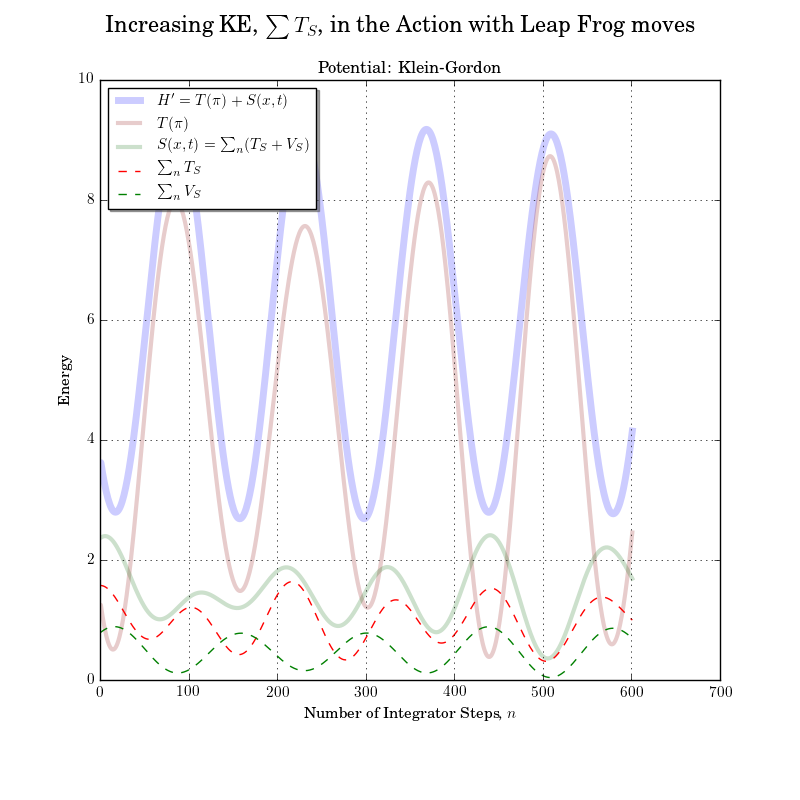 Increasing KE, ∑ T_S, in the Action with Leap Frog moves
Potential: Klein-Gordon
10
8
6
4
2
0
Energy
H′ = T(π) + S(x, t)
T(π)
S(x, t) = ∑_n(T_S + V_S)
∑_n T_S
∑_n V_S
0 100 200 300 400 500 600 700
Number of Integrator Steps, n